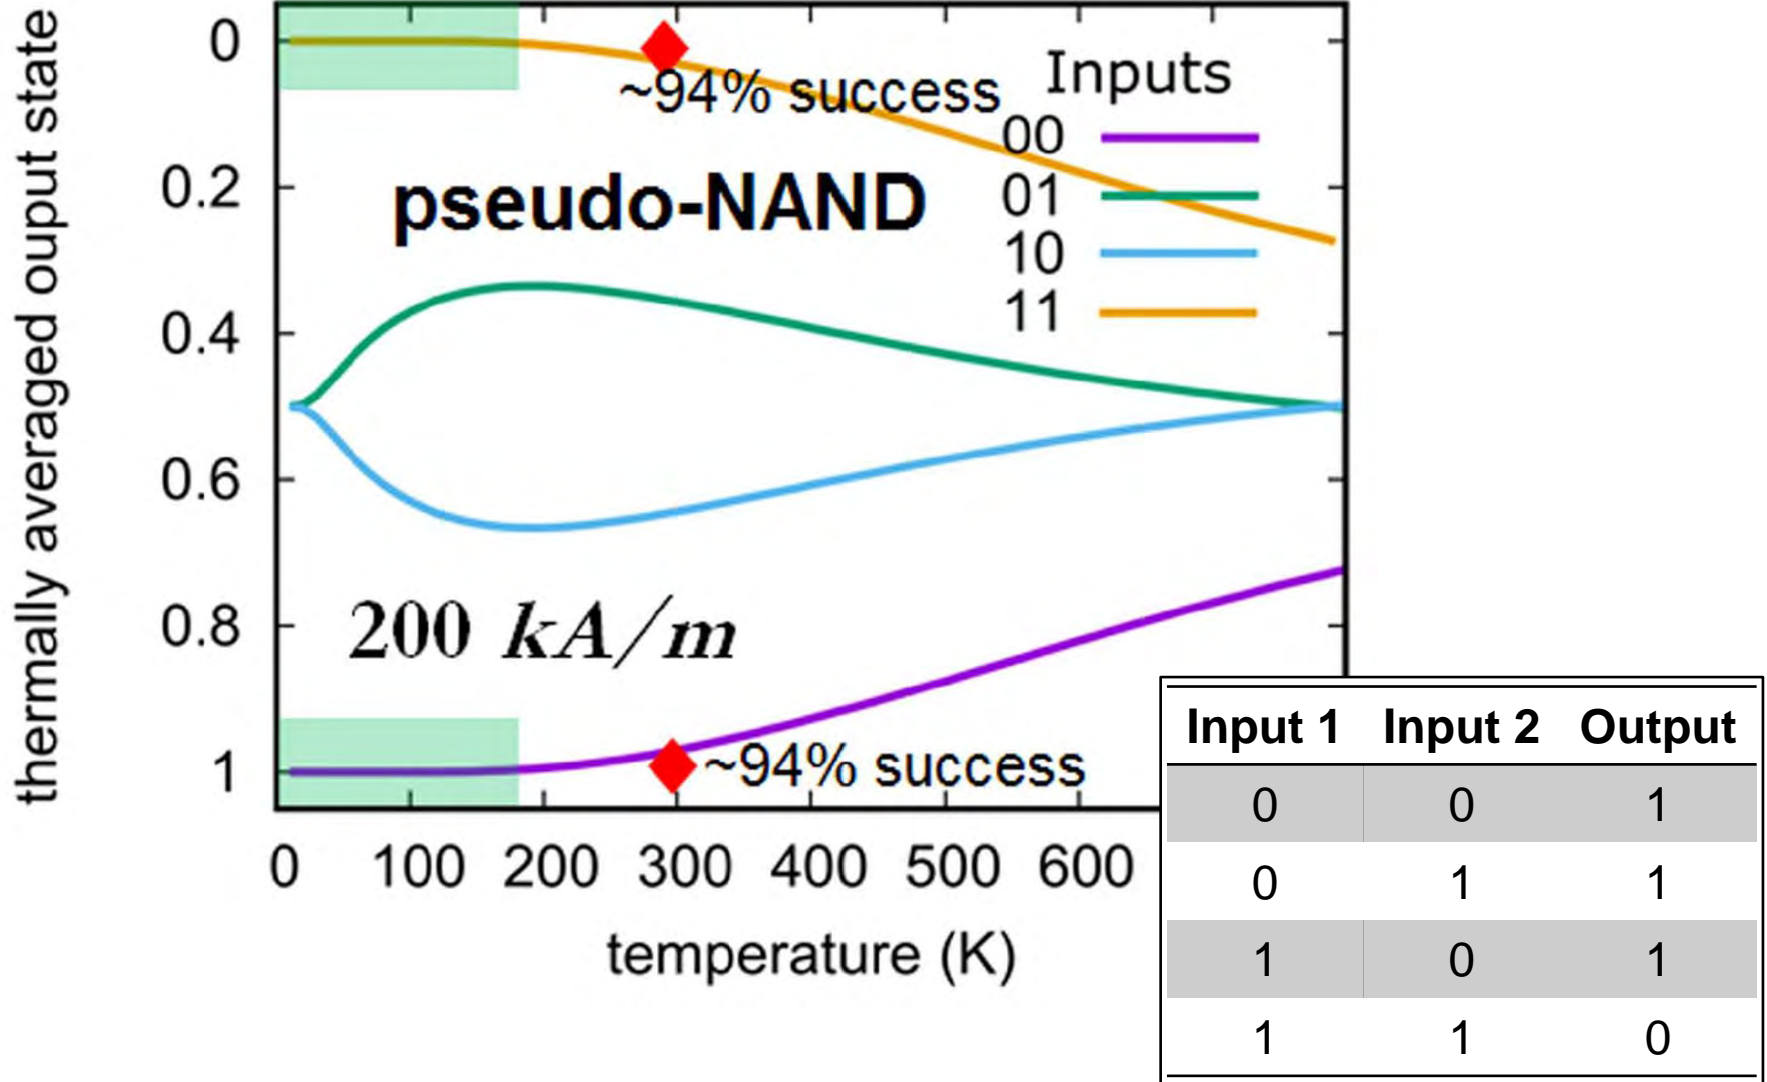 thermally averaged ouput state
0
0.2
0.4
0.6
0.8
1
~94% success
Inputs
00
01
10
11
pseudo-NAND
200 kA/m
~94% success
0 100 200 300 400 500 600
temperature (K)
Input 1 Input 2 Output
0 0 1
0 1 1
1 0 1
1 1 0